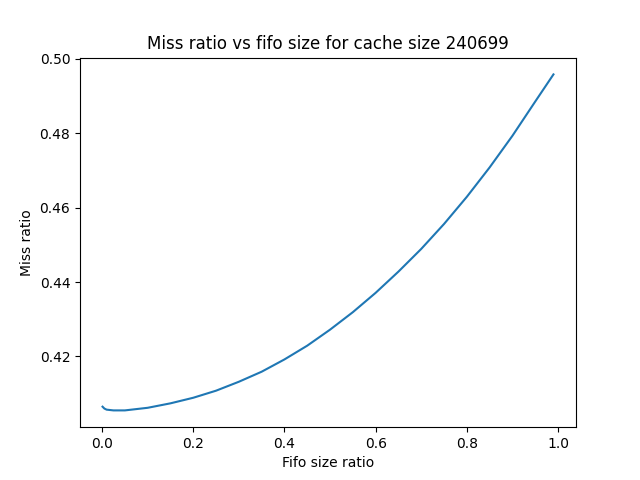 Miss ratio vs fifo size for cache size 240699
0.50
0.48
0.46
0.44
0.42
Miss ratio
0.0 0.2 0.4 0.6 0.8 1.0
Fifo size ratio